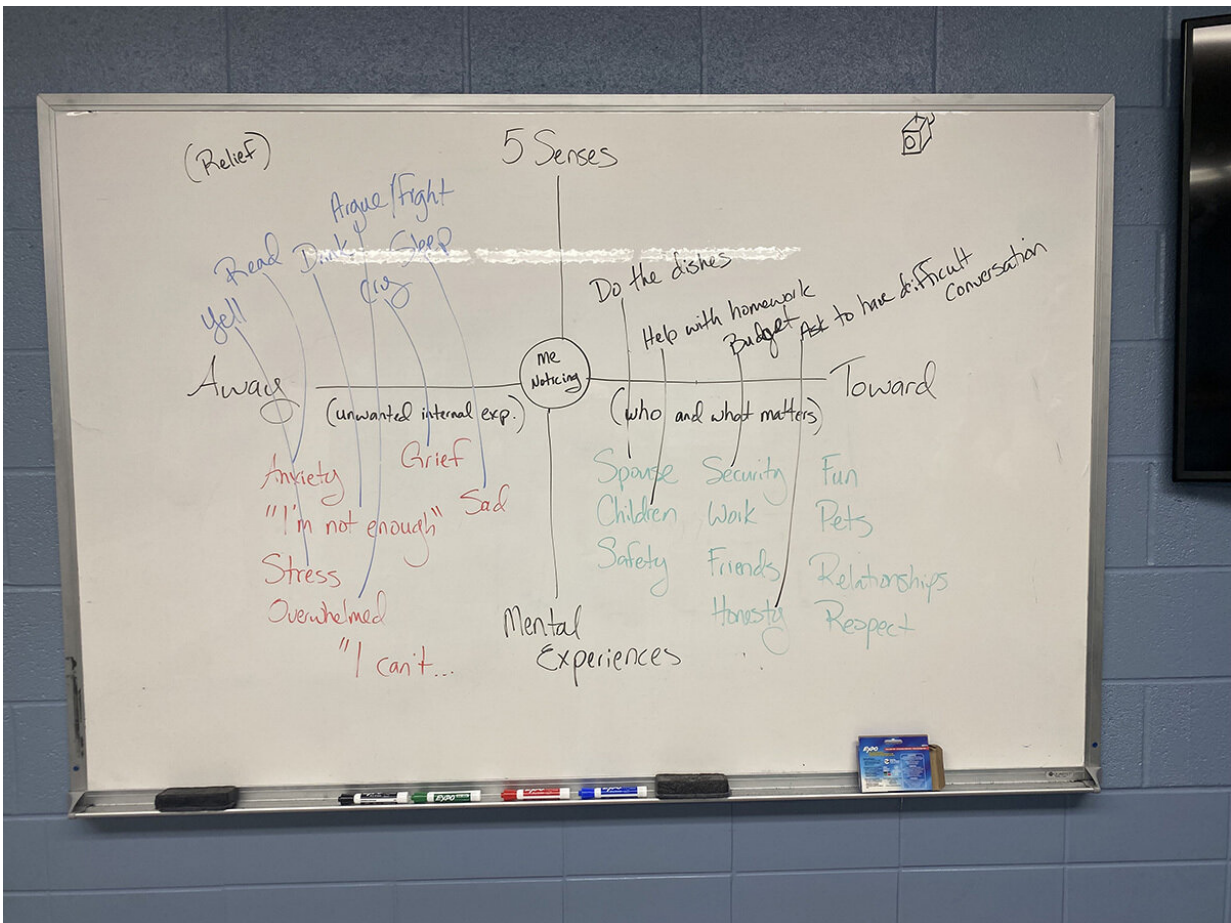 (Relief)
5 Senses
Argue/Fight
Read
Drink
Sleep
Cry
Yell
Do the dishes
Help with homework
Budget
Ask to have difficult
conversation
Away
me
Noticing
Toward
(unwanted internal exp.)
(who and what matters)
Anxiety
Grief
"I'm not enough"
Sad
Stress
Overwhelmed
"I can't...
Spouse
Security
Fun
Children
Work
Pets
Safety
Friends
Relationships
Honesty
Respect
Mental
Experiences
EXPO
EXPO